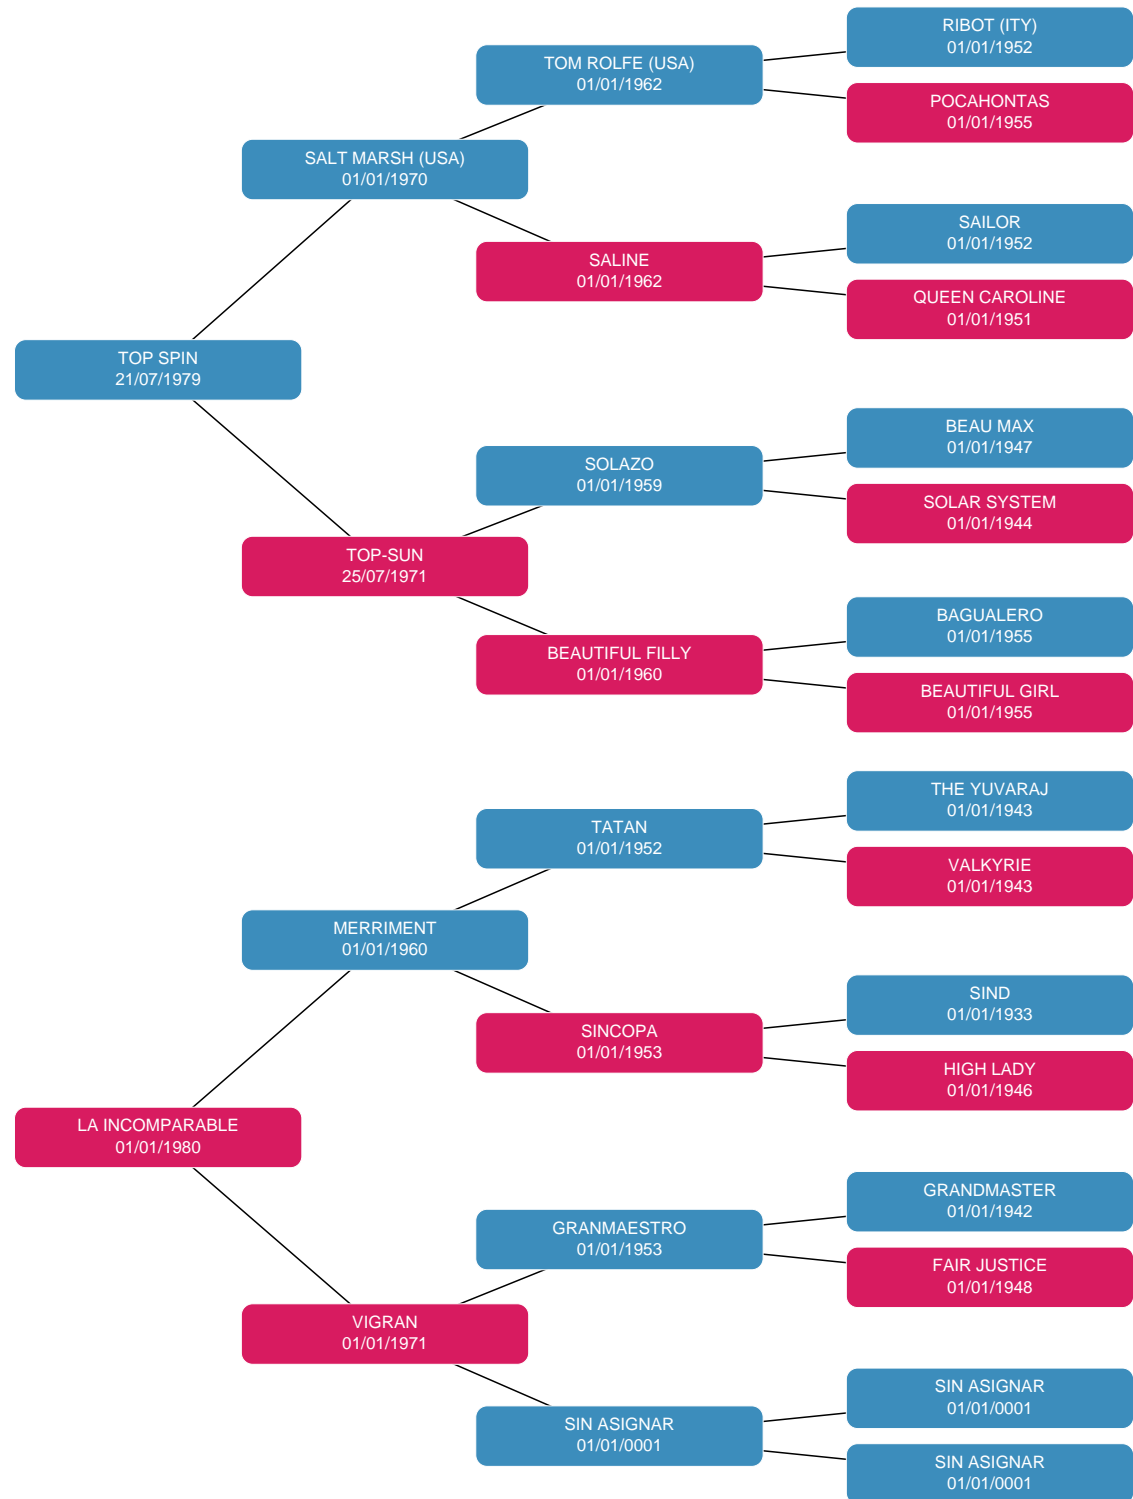 RIBOT (ITY)
01/01/1952
TOM ROLFE (USA)
01/01/1962
POCAHONTAS
01/01/1955
SALT MARSH (USA)
01/01/1970
SAILOR
01/01/1952
SALINE
01/01/1962
QUEEN CAROLINE
01/01/1951
TOP SPIN
21/07/1979
BEAU MAX
01/01/1947
SOLAZO
01/01/1959
SOLAR SYSTEM
01/01/1944
TOP-SUN
25/07/1971
BAGUALERO
01/01/1955
BEAUTIFUL FILLY
01/01/1960
BEAUTIFUL GIRL
01/01/1955
THE YUVARAJ
01/01/1943
TATAN
01/01/1952
VALKYRIE
01/01/1943
MERRIMENT
01/01/1960
SIND
01/01/1933
SINCOPA
01/01/1953
HIGH LADY
01/01/1946
LA INCOMPARABLE
01/01/1980
GRANDMASTER
01/01/1942
GRANMAESTRO
01/01/1953
FAIR JUSTICE
01/01/1948
VIGRAN
01/01/1971
SIN ASIGNAR
01/01/0001
SIN ASIGNAR
01/01/0001
SIN ASIGNAR
01/01/0001